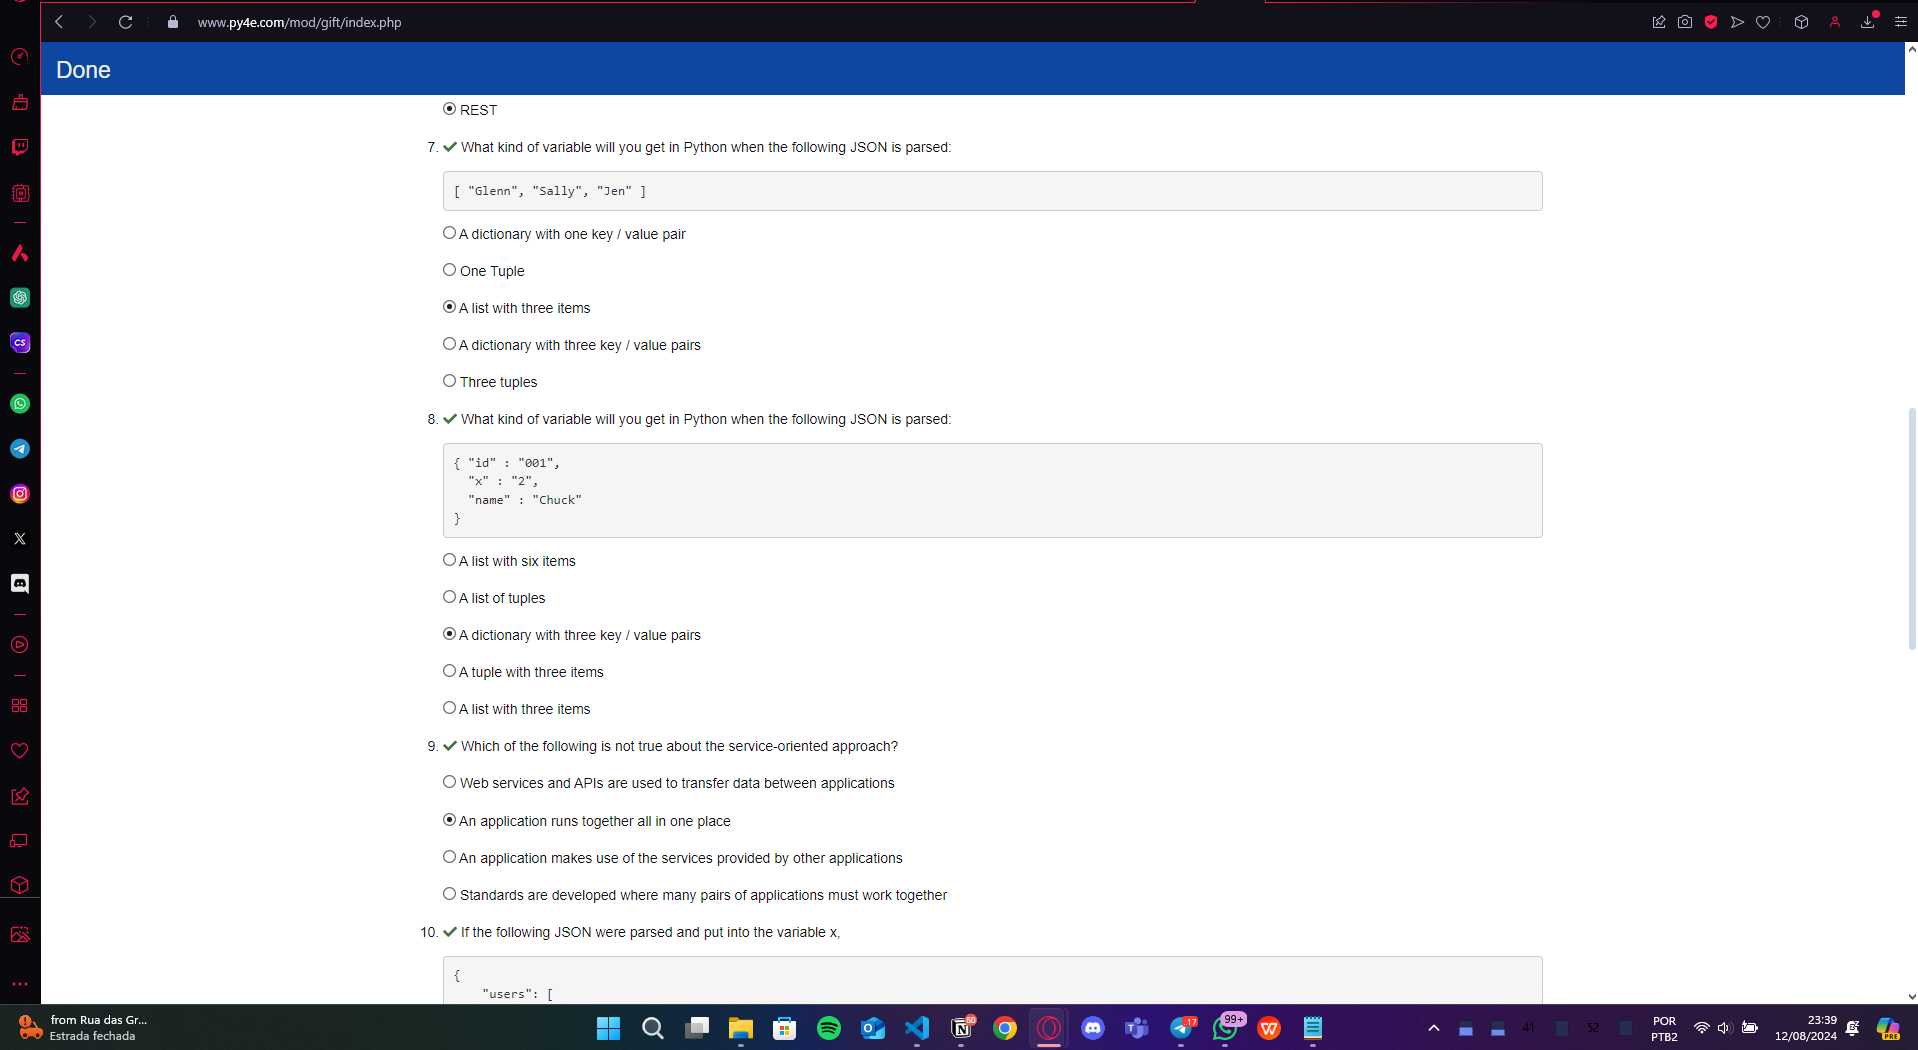 www.py4e.com/mod/gift/index.php
Done
REST
7. What kind of variable will you get in Python when the following JSON is parsed:
[ "Glenn", "Sally", "Jen" ]
A dictionary with one key / value pair
One Tuple
A list with three items
A dictionary with three key / value pairs
Three tuples
8. What kind of variable will you get in Python when the following JSON is parsed:
{ "id" : "001",
"x" : "2",
"name" : "Chuck"
}
A list with six items
A list of tuples
A dictionary with three key / value pairs
A tuple with three items
A list with three items
9. Which of the following is not true about the service-oriented approach?
Web services and APIs are used to transfer data between applications
An application runs together all in one place
An application makes use of the services provided by other applications
Standards are developed where many pairs of applications must work together
10. If the following JSON were parsed and put into the variable x,
{
"users": [
CS
from Rua das Gr...
Estrada fechada
50
17
99+
41
52
POR
PTB2
23:39
12/08/2024
PRE